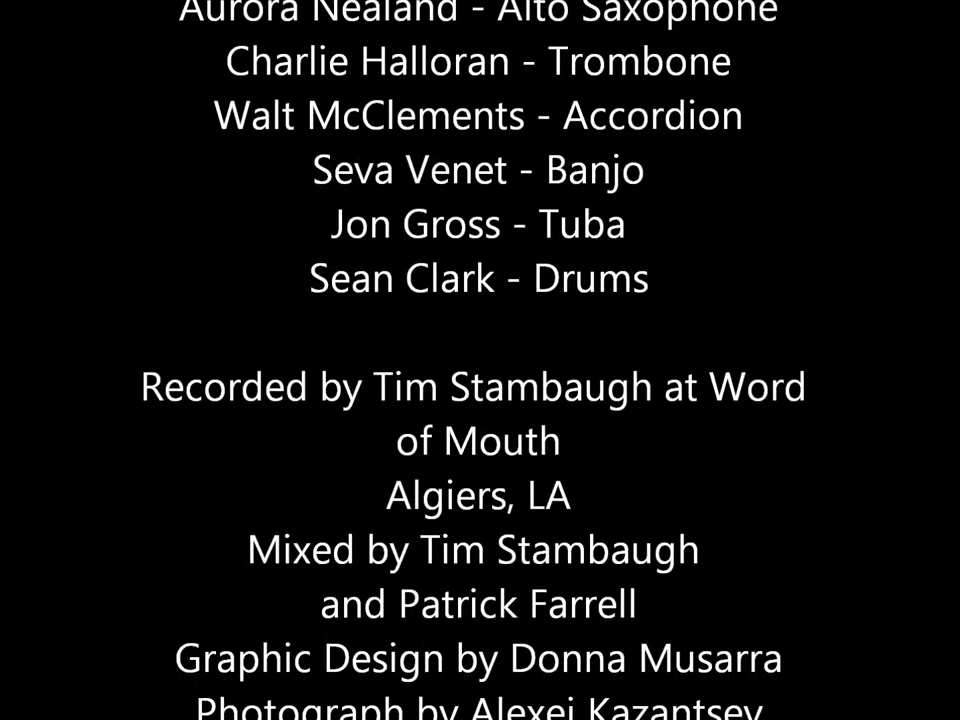 Aurora Nealand - Alto Saxophone
Charlie Halloran - Trombone
Walt McClements - Accordion
Seva Venet - Banjo
Jon Gross - Tuba
Sean Clark - Drums
Recorded by Tim Stambaugh at Word
of Mouth
Algiers, LA
Mixed by Tim Stambaugh
and Patrick Farrell
Graphic Design by Donna Musarra
Photograph by Alexei Kazantsev